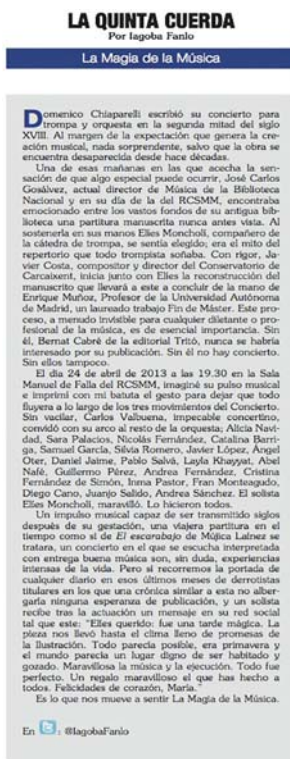 LA QUINTA CUERDA
Por Iagoba Fanlo
La Magia de la Música
Domenico Chiaparelli escribió su concierto para
trompa y orquesta en la segunda mitad del siglo
XVIII. Al margen de la expectación que genera la cre-
ación musical, nada sorprendente, salvo que la obra se
encuentra desaparecida desde hace décadas.
Una de esas mañanas en las que acecha la sen-
sación de que algo especial puede ocurrir, José Carlos
Gosálvez, actual director de Música de la Biblioteca
Nacional y en su día de la del RCSMM, encontraba
emocionado entre los vastos fondos de su antigua bib-
lioteca una partitura manuscrita nunca antes vista. Al
sostenerla en sus manos Elies Moncholi, compañero de
la cátedra de trompa, se sentía elegido; era el mito del
repertorio que todo trompista soñaba. Con rigor, Ja-
vier Costa, compositor y director del Conservatorio de
Carcaixent, inicia junto con Elies la reconstrucción del
manuscrito que llevará a este a concluir de la mano de
Enrique Muñoz, Profesor de la Universidad Autónoma
de Madrid, un laureado trabajo Fin de Máster. Este pro-
ceso, a menudo invisible para cualquier diletante o pro-
fesional de la música, es de esencial importancia. Sin
él, Bernat Cabré de la editorial Tritó, nunca se habría
interesado por su publicación. Sin él no hay concierto.
Sin ellos tampoco.
El día 24 de abril de 2013 a las 19.30 en la Sala
Manuel de Falla del RCSMM, imaginé su pulso musical
e imprimí con mi batuta el gesto para dejar que todo
fluyera a lo largo de los tres movimientos del Concierto.
Sin vacilar, Carlos Valbuena, impecable concertino,
convidó con su arco al resto de la orquesta; Alicia Navi-
dad, Sara Palacios, Nicolás Fernández, Catalina Barri-
ga, Samuel García, Silvia Romero, Javier López, Ángel
Oter, Daniel Jaime, Pablo Salvá, Layla Khayyat, Abel
Nafé, Guillermo Pérez, Andrea Fernández, Cristina
Fernández de Simón, Inma Pastor, Fran Monteagudo,
Diego Cano, Juanjo Salido, Andrea Sánchez. El solista
Elies Moncholi, maravilló. Lo hicieron todos.
Un impulso musical capaz de ser transmitido siglos
después de su gestación, una viajera partitura en el
tiempo como si de El escarabajo de Mújica Laínez se
tratara, un concierto en el que se escucha interpretada
con entrega buena música son, sin duda, experiencias
intensas de la vida. Pero si recorremos la portada de
cualquier diario en esos últimos meses de derrotistas
titulares en los que una crónica similar a esta no alber-
garía ninguna esperanza de publicación, y un solista
recibe tras la actuación un mensaje en su red social
tal que este: "Elles querido: fue una tarde mágica. La
pieza nos llevó hasta el clima lleno de promesas de
la Ilustración. Todo parecía posible, era primavera y
el mundo parecía un lugar digno de ser habitado y
gozado. Maravillosa la música y la ejecución. Todo fue
perfecto. Un regalo maravilloso el que has hecho a
todos. Felicidades de corazón, María."
Es lo que nos mueve a sentir La Magia de la Música.
En : @IagobaFanlo